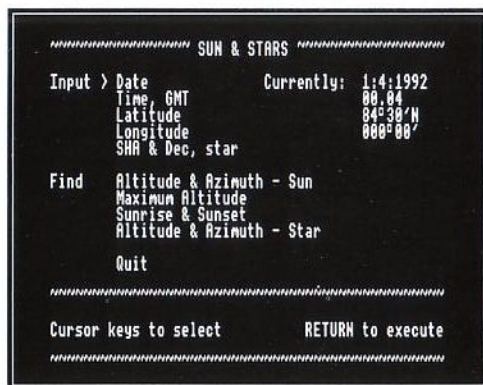 SUN & STARS
Input > Date Currently: 1:4:1992
Time, GMT 00.04
Latitude 84°30'N
Longitude 000°00'
SHA & Dec, star
Find Altitude & Azimuth - Sun
Maximum Altitude
Sunrise & Sunset
Altitude & Azimuth - Star
Quit
Cursor keys to select RETURN to execute